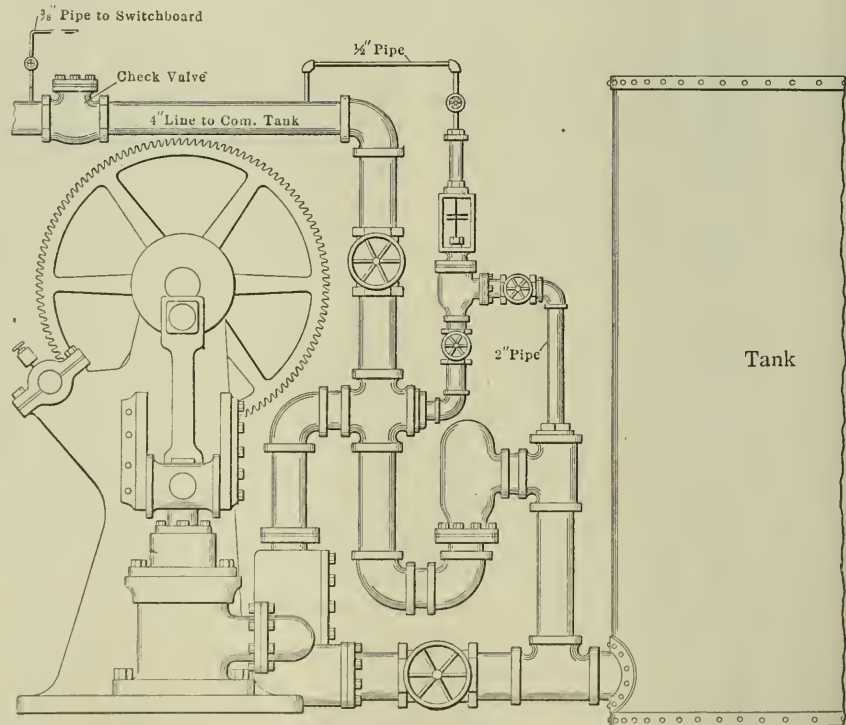 ⅜" Pipe to Switchboard
½" Pipe
Check Valve
4" Line to Com. Tank
2" Pipe
Tank